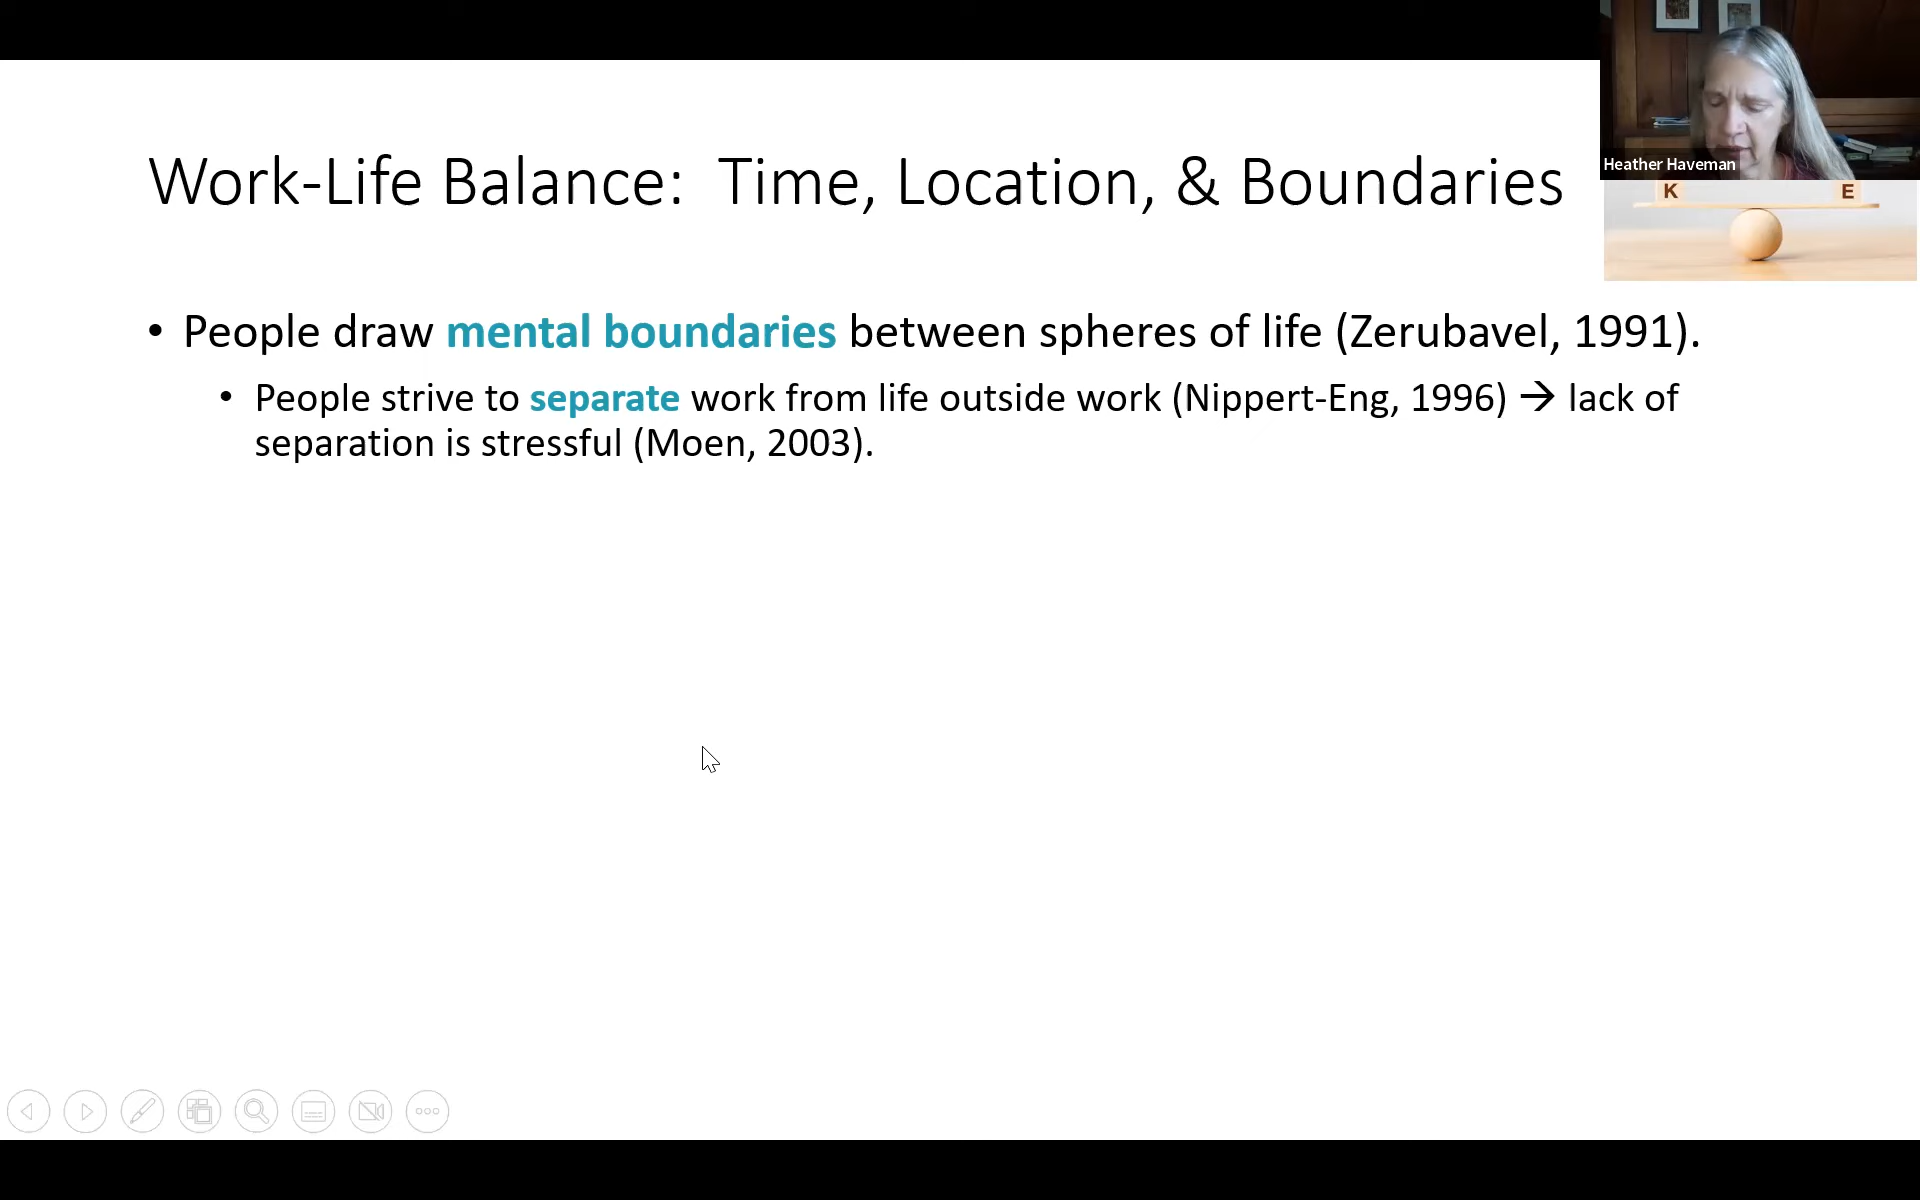 Work-Life Balance:  Time, Location, & Boundaries
Heather Haveman
K E
• People draw mental boundaries between spheres of life (Zerubavel, 1991).
• People strive to separate work from life outside work (Nippert-Eng, 1996) → lack of
separation is stressful (Moen, 2003).